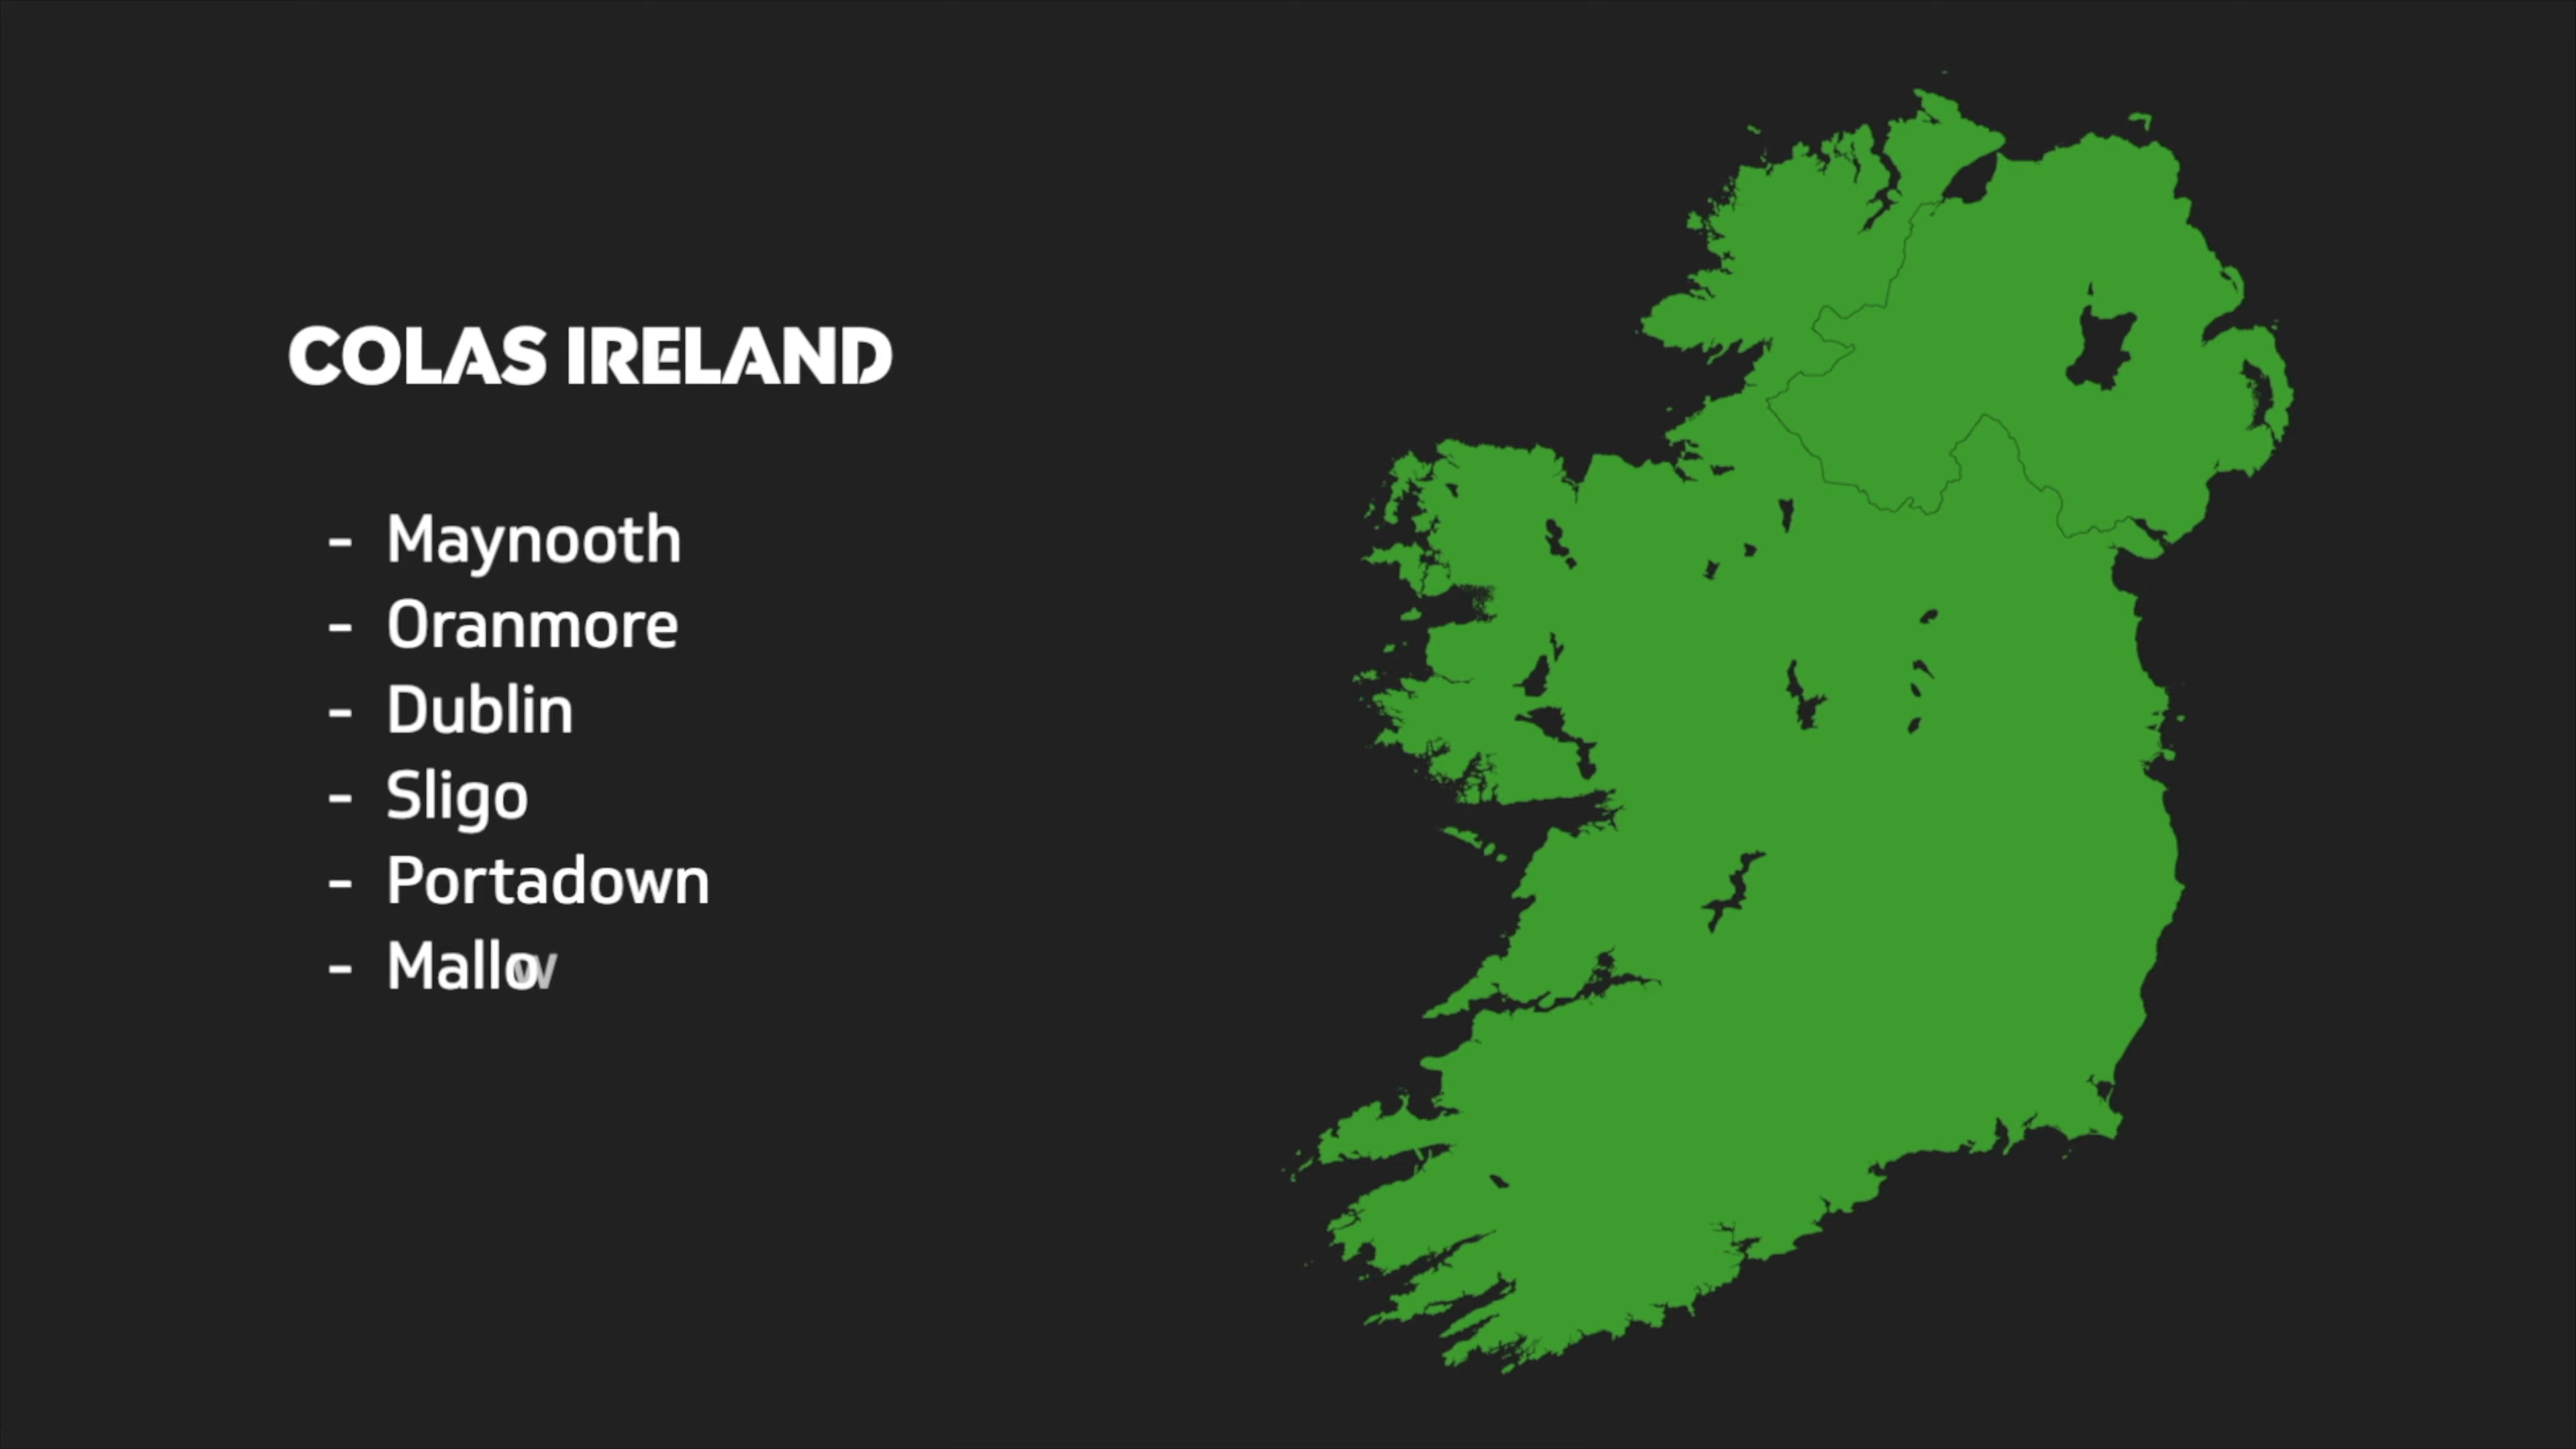 COLAS IRELAND
- Maynooth
- Oranmore
- Dublin
- Sligo
- Portadown
- Mallow